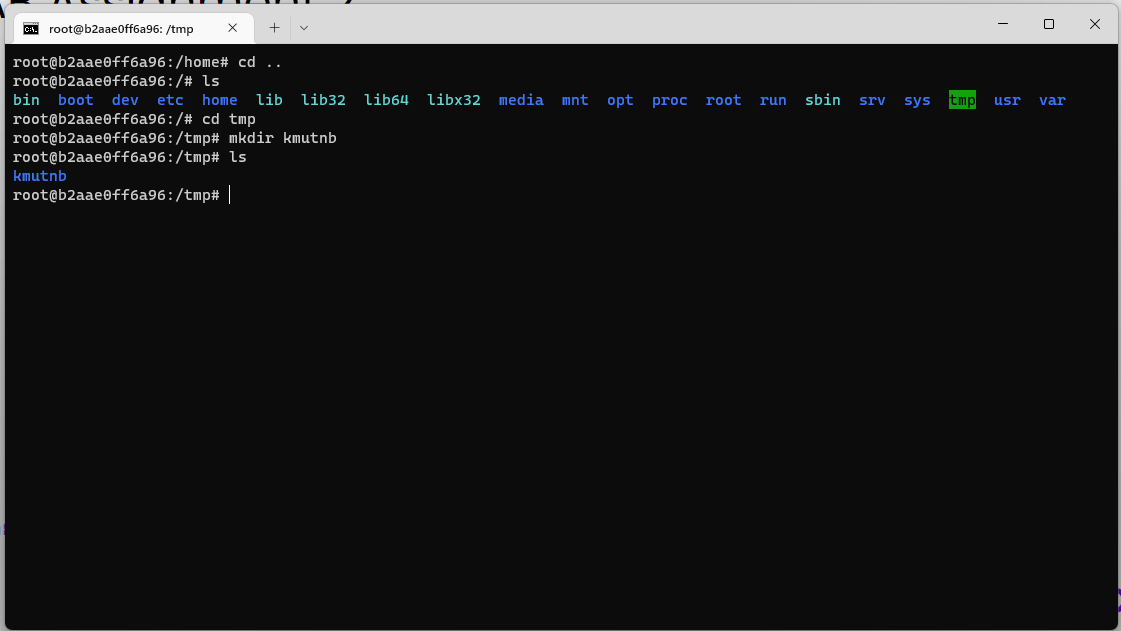 root@b2aae0ff6a96: /tmp
root@b2aae0ff6a96:/home# cd ..
root@b2aae0ff6a96:/# ls
bin boot dev etc home lib lib32 lib64 libx32 media mnt opt proc root run sbin srv sys tmp usr var
root@b2aae0ff6a96:/# cd tmp
root@b2aae0ff6a96:/tmp# mkdir kmutnb
root@b2aae0ff6a96:/tmp# ls
kmutnb
root@b2aae0ff6a96:/tmp#